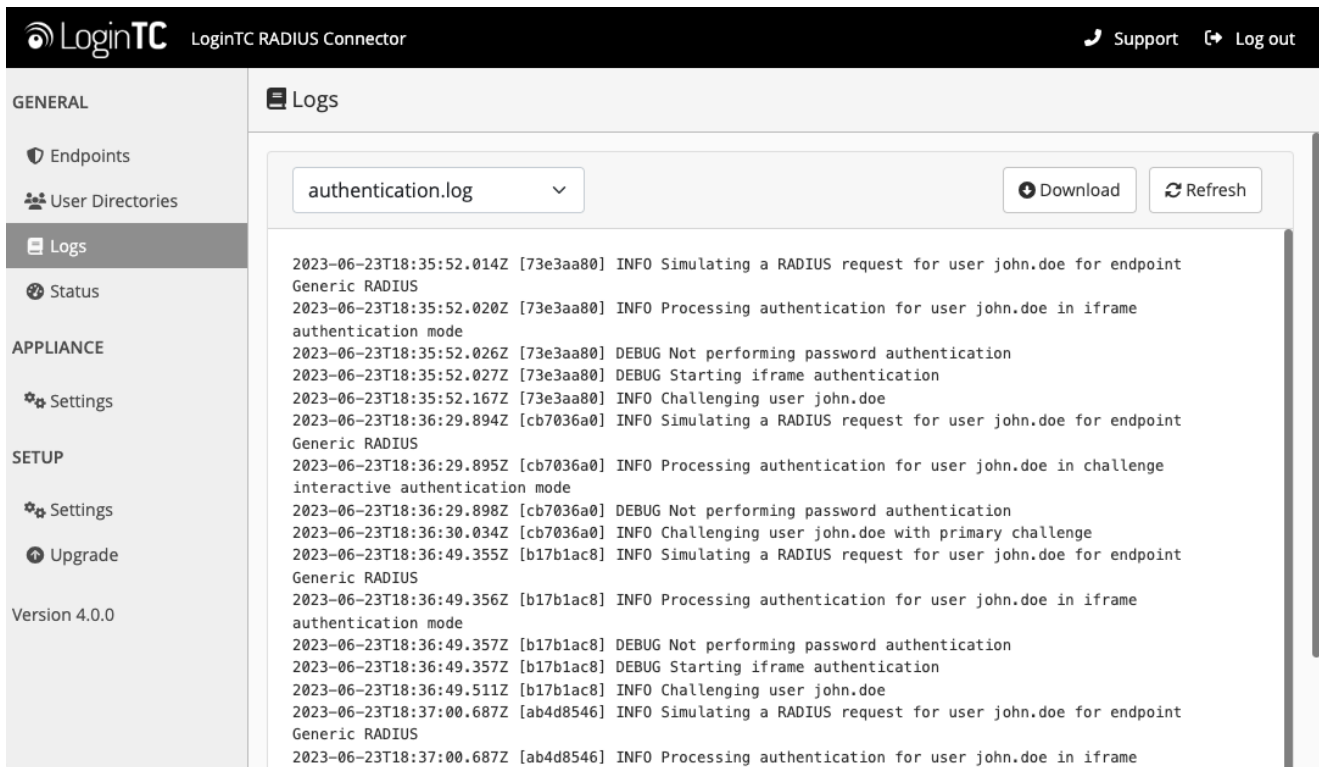 LoginTC LoginTC RADIUS Connector Support Log out
GENERAL
Endpoints
User Directories
Logs
Status
APPLIANCE
Settings
SETUP
Settings
Upgrade
Version 4.0.0
Logs
authentication.log Download Refresh
2023-06-23T18:35:52.014Z [73e3aa80] INFO Simulating a RADIUS request for user john.doe for endpoint
Generic RADIUS
2023-06-23T18:35:52.020Z [73e3aa80] INFO Processing authentication for user john.doe in iframe
authentication mode
2023-06-23T18:35:52.026Z [73e3aa80] DEBUG Not performing password authentication
2023-06-23T18:35:52.027Z [73e3aa80] DEBUG Starting iframe authentication
2023-06-23T18:35:52.167Z [73e3aa80] INFO Challenging user john.doe
2023-06-23T18:36:29.894Z [cb7036a0] INFO Simulating a RADIUS request for user john.doe for endpoint
Generic RADIUS
2023-06-23T18:36:29.895Z [cb7036a0] INFO Processing authentication for user john.doe in challenge
interactive authentication mode
2023-06-23T18:36:29.898Z [cb7036a0] DEBUG Not performing password authentication
2023-06-23T18:36:30.034Z [cb7036a0] INFO Challenging user john.doe with primary challenge
2023-06-23T18:36:49.355Z [b17b1ac8] INFO Simulating a RADIUS request for user john.doe for endpoint
Generic RADIUS
2023-06-23T18:36:49.356Z [b17b1ac8] INFO Processing authentication for user john.doe in iframe
authentication mode
2023-06-23T18:36:49.357Z [b17b1ac8] DEBUG Not performing password authentication
2023-06-23T18:36:49.357Z [b17b1ac8] DEBUG Starting iframe authentication
2023-06-23T18:36:49.511Z [b17b1ac8] INFO Challenging user john.doe
2023-06-23T18:37:00.687Z [ab4d8546] INFO Simulating a RADIUS request for user john.doe for endpoint
Generic RADIUS
2023-06-23T18:37:00.687Z [ab4d8546] INFO Processing authentication for user john.doe in iframe